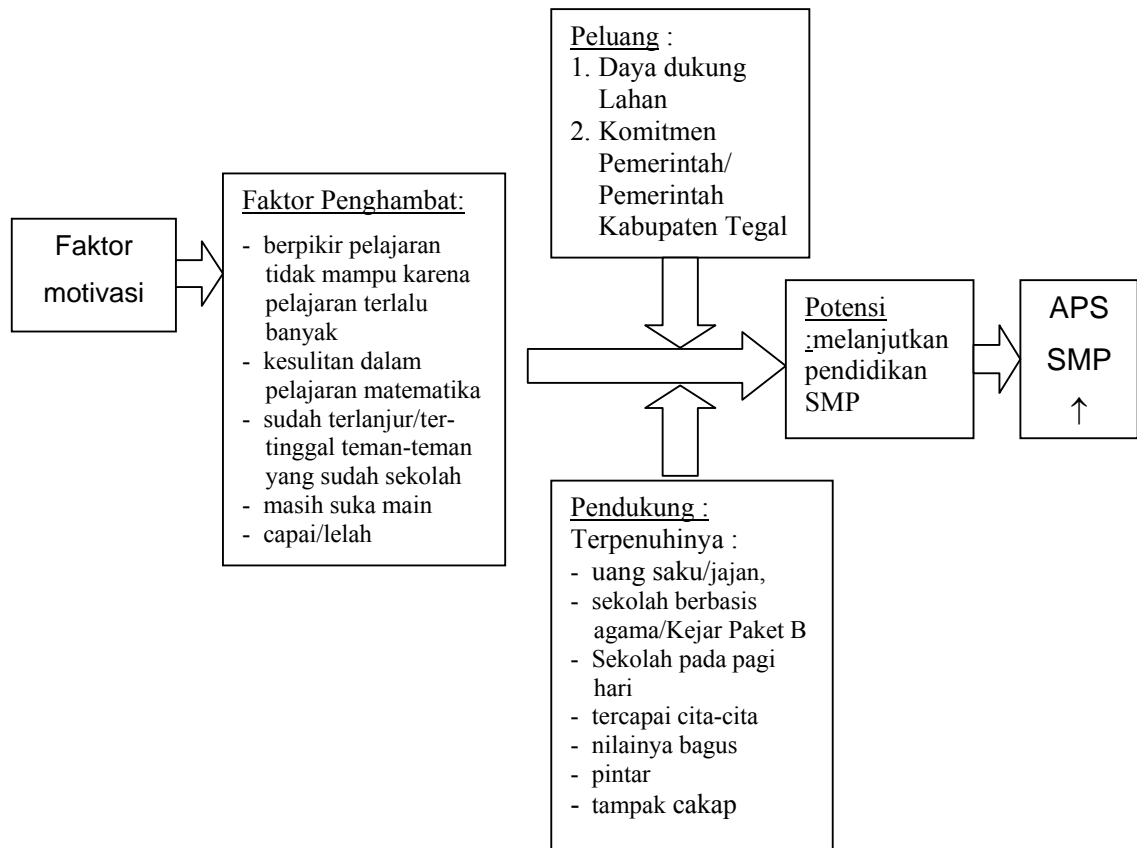 Faktor
motivasi
Faktor Penghambat:
- berpikir pelajaran
tidak mampu karena
pelajaran terlalu
banyak
- kesulitan dalam
pelajaran matematika
- sudah terlanjur/ter-
tinggal teman-teman
yang sudah sekolah
- masih suka main
- capai/lelah
Peluang :
1. Daya dukung
Lahan
2. Komitmen
Pemerintah/
Pemerintah
Kabupaten Tegal
Pendukung :
Terpenuhinya :
- uang saku/jajan,
- sekolah berbasis
agama/Kejar Paket B
- Sekolah pada pagi
hari
- tercapai cita-cita
- nilainya bagus
- pintar
- tampak cakap
Potensi
:melanjutkan
pendidikan
SMP
APS
SMP
↑